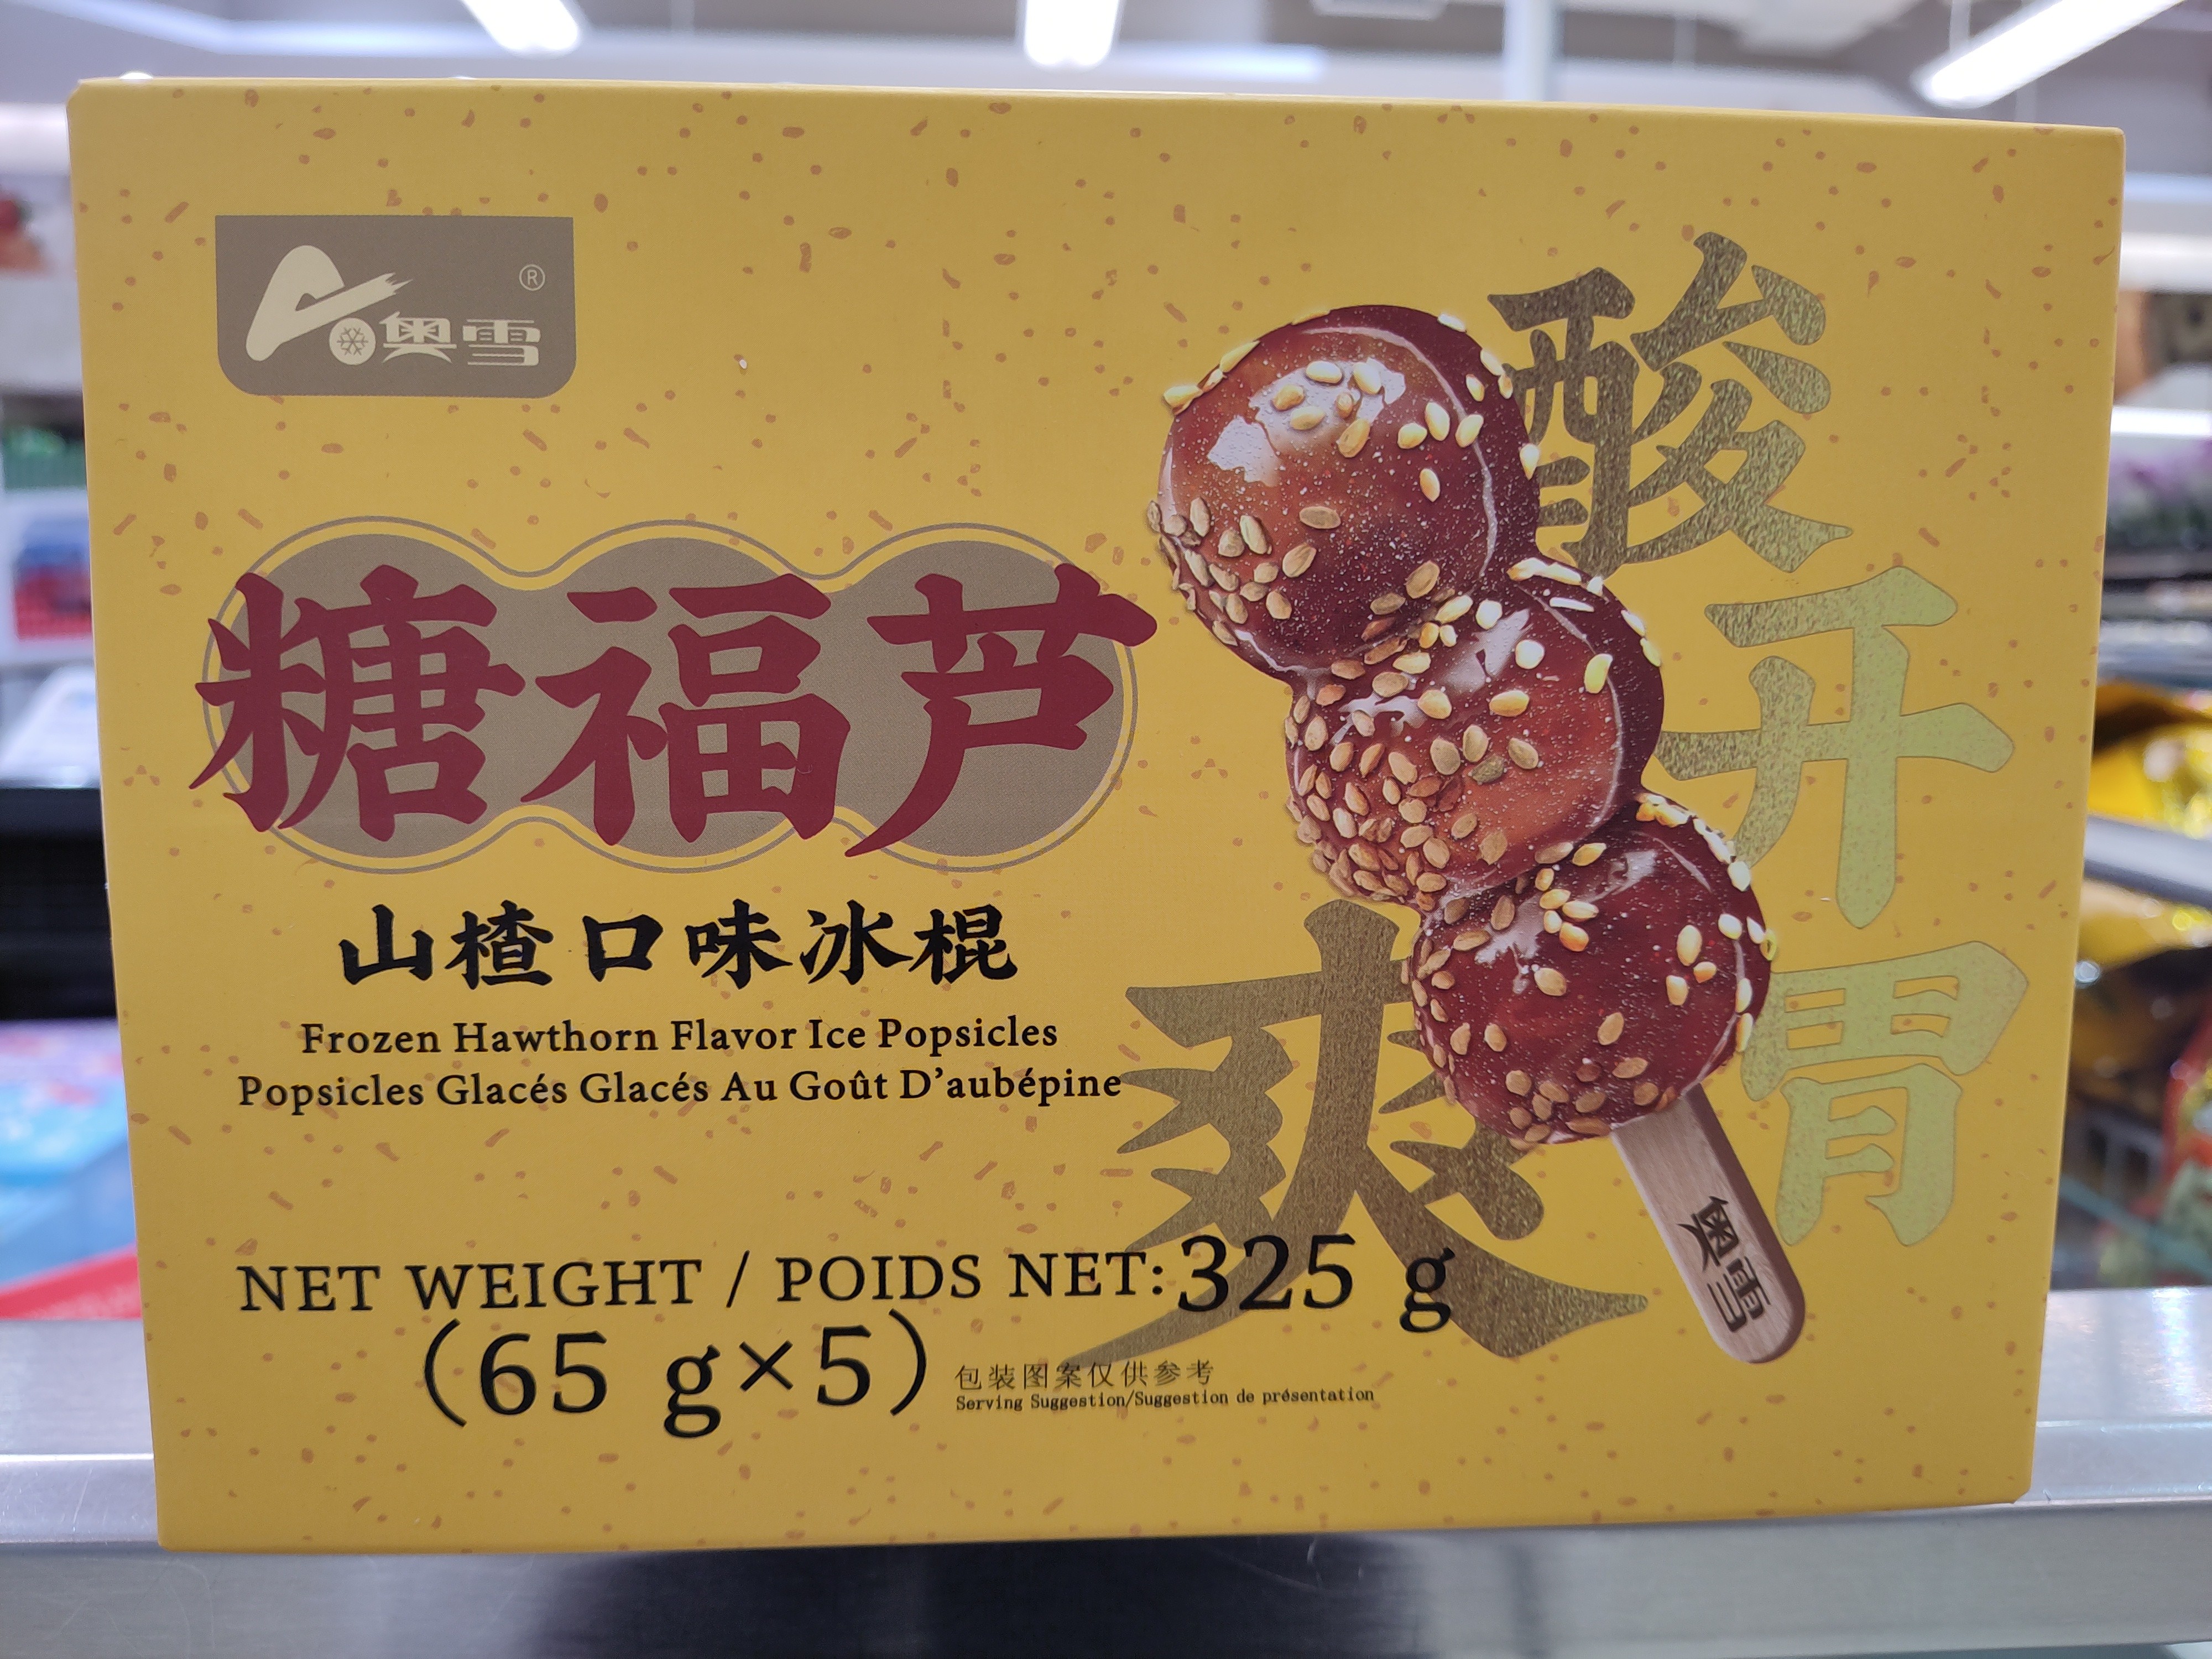 奥雪®
糖福芦
山楂口味冰棍
Frozen Hawthorn Flavor Ice Popsicles
Popsicles Glacés Glacés Au Goût D’aubépine
酸爽开胃
奥雪
NET WEIGHT / POIDS NET:325 g
(65 g×5)
包装图案仅供参考
Serving Suggestion/Suggestion de présentation